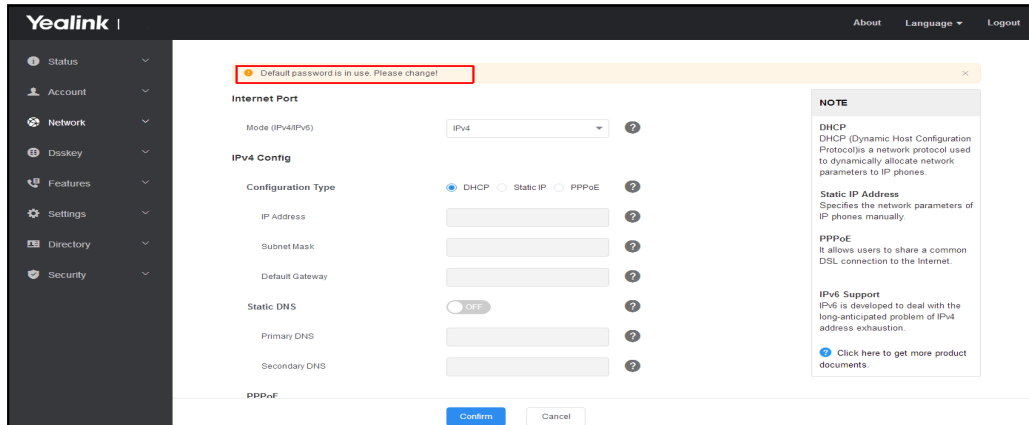 Yealink |
About Language Logout
Status
Account
Network
Dsskey
Features
Settings
Directory
Security
Default password is in use. Please change!
Internet Port
Mode (IPv4/IPv6) IPv4
IPv4 Config
Configuration Type DHCP Static IP PPPoE
IP Address
Subnet Mask
Default Gateway
Static DNS OFF
Primary DNS
Secondary DNS
PPPoE
Confirm Cancel
NOTE
DHCP
DHCP (Dynamic Host Configuration
Protocol)is a network protocol used
to dynamically allocate network
parameters to IP phones.
Static IP Address
Specifies the network parameters of
IP phones manually.
PPPoE
It allows users to share a common
DSL connection to the Internet.
IPv6 Support
IPv6 is developed to deal with the
long-anticipated problem of IPv4
address exhaustion.
Click here to get more product
documents.